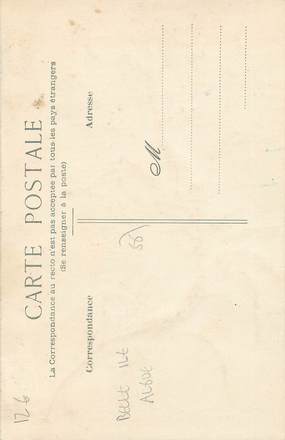 CARTE POSTALE
La Correspondance au recto n'est pas acceptée par tous les pays étrangers
(Se renseigner à la poste)
Correspondance
Adresse
M
126